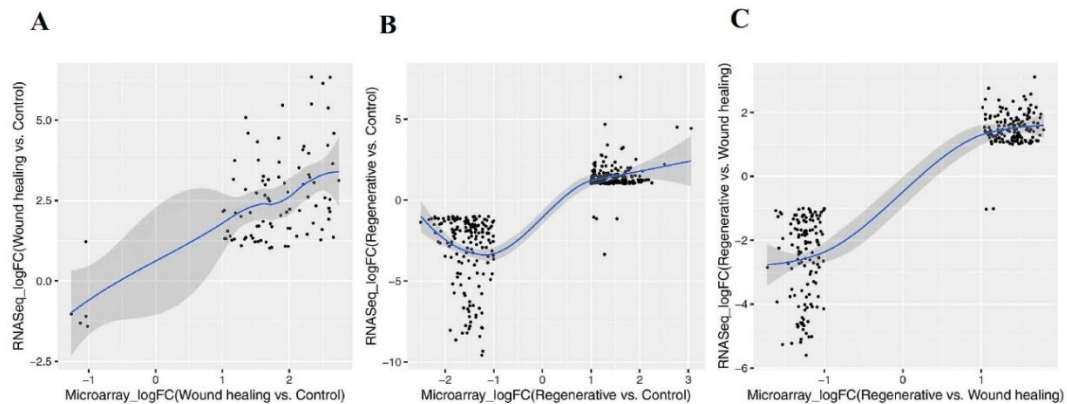 A
RNASeq_logFC(Wound healing vs. Control)
5.0
2.5
0.0
−2.5
−1
0
1
2
Microarray_logFC(Wound healing vs. Control)
B
RNASeq_logFC(Regenerative vs. Control)
5
0
−5
−10
−2
−1
0
1
2
3
Microarray_logFC(Regenerative vs. Control)
C
RNASeq_logFC(Regenerative vs. Wound healing)
2
0
−2
−4
−6
−1
0
1
Microarray_logFC(Regenerative vs. Wound healing)